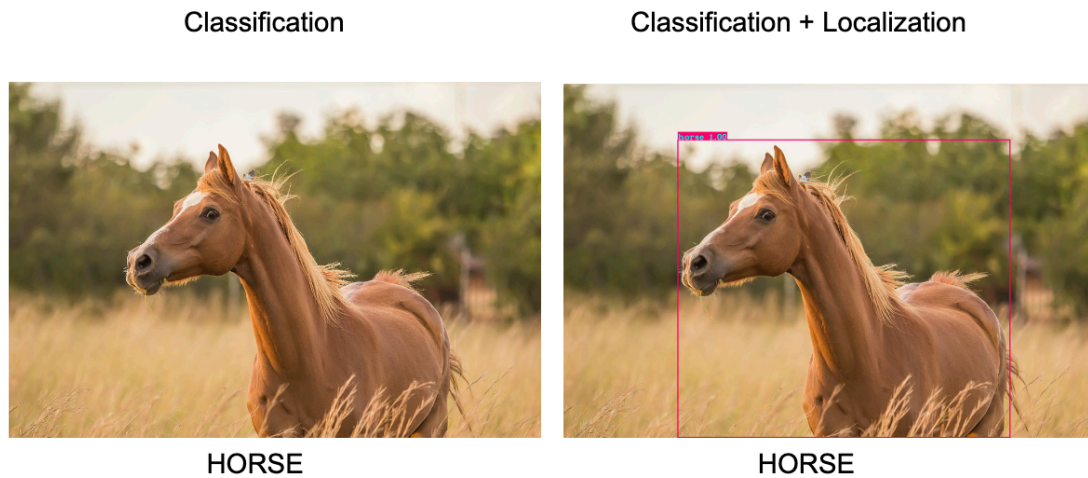 Classification
Classification + Localization
horse 1.00
HORSE
HORSE